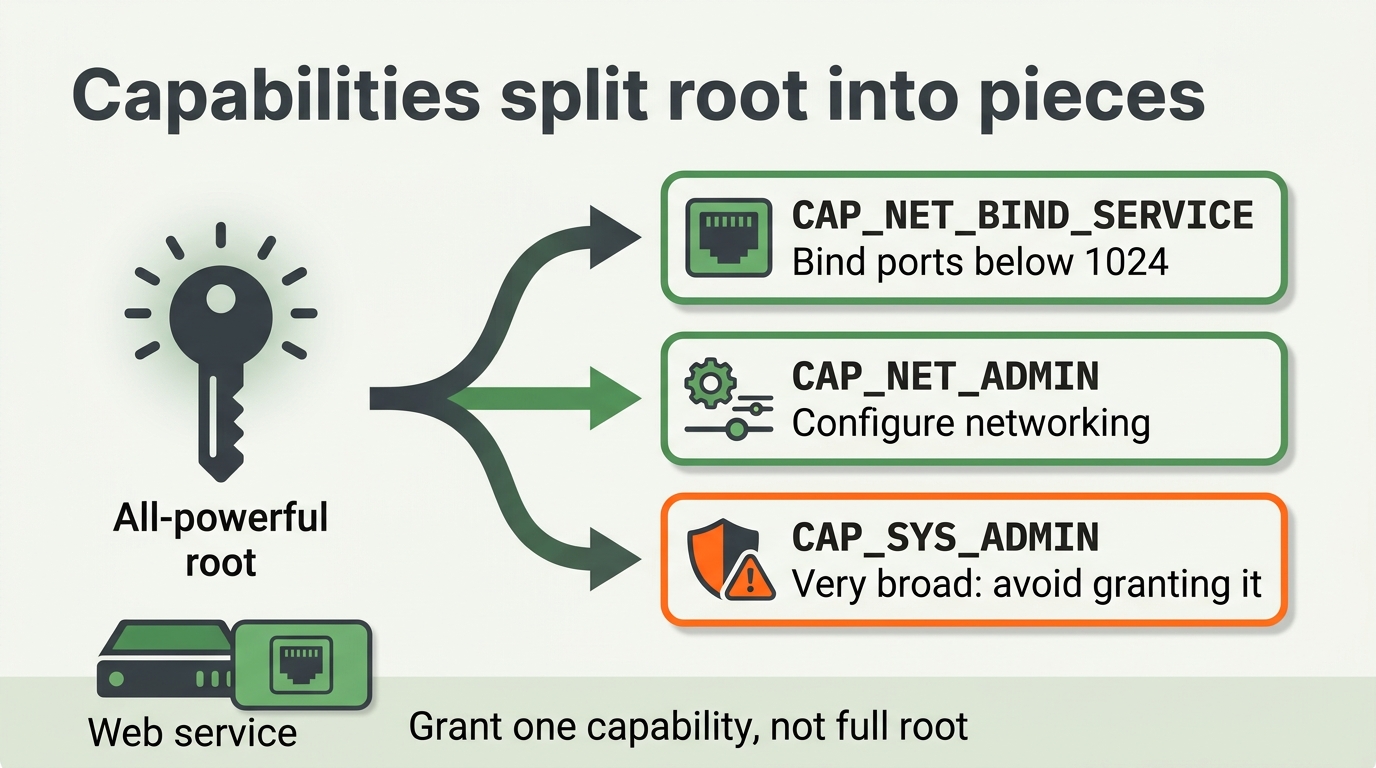 Capabilities split root into pieces
All-powerful
root
CAP_NET_BIND_SERVICE
Bind ports below 1024
CAP_NET_ADMIN
Configure networking
CAP_SYS_ADMIN
Very broad: avoid granting it
Web service
Grant one capability, not full root